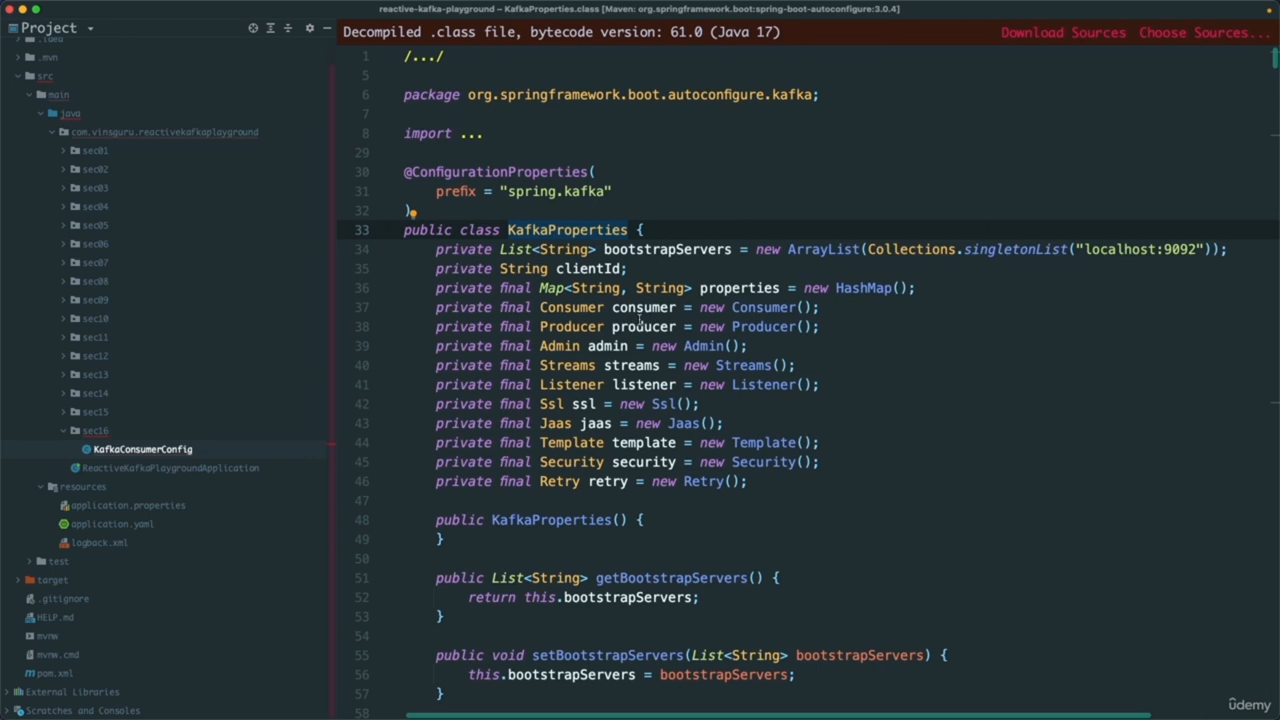 reactive-kafka-playground – KafkaProperties.class [Maven: org.springframework.boot:spring-boot-autoconfigure:3.0.4]
Project
Decompiled .class file, bytecode version: 61.0 (Java 17)
Download Sources Choose Sources...
.idea
.mvn
src
main
java
com.vinsguru.reactivekafkaplayground
sec01
sec02
sec03
sec04
sec05
sec06
sec07
sec08
sec09
sec10
sec11
sec12
sec13
sec14
sec15
sec16
KafkaConsumerConfig
ReactiveKafkaPlaygroundApplication
resources
application.properties
application.yaml
logback.xml
test
target
.gitignore
HELP.md
mvnw
mvnw.cmd
pom.xml
External Libraries
Scratches and Consoles
1 /.../
5
6 package org.springframework.boot.autoconfigure.kafka;
7
8 import ...
29
30 @ConfigurationProperties(
31 prefix = "spring.kafka"
32 )
33 public class KafkaProperties {
34 private List<String> bootstrapServers = new ArrayList(Collections.singletonList("localhost:9092"));
35 private String clientId;
36 private final Map<String, String> properties = new HashMap();
37 private final Consumer consumer = new Consumer();
38 private final Producer producer = new Producer();
39 private final Admin admin = new Admin();
40 private final Streams streams = new Streams();
41 private final Listener listener = new Listener();
42 private final Ssl ssl = new Ssl();
43 private final Jaas jaas = new Jaas();
44 private final Template template = new Template();
45 private final Security security = new Security();
46 private final Retry retry = new Retry();
47
48 public KafkaProperties() {
49 }
50
51 public List<String> getBootstrapServers() {
52 return this.bootstrapServers;
53 }
54
55 public void setBootstrapServers(List<String> bootstrapServers) {
56 this.bootstrapServers = bootstrapServers;
57 }
58
udemy